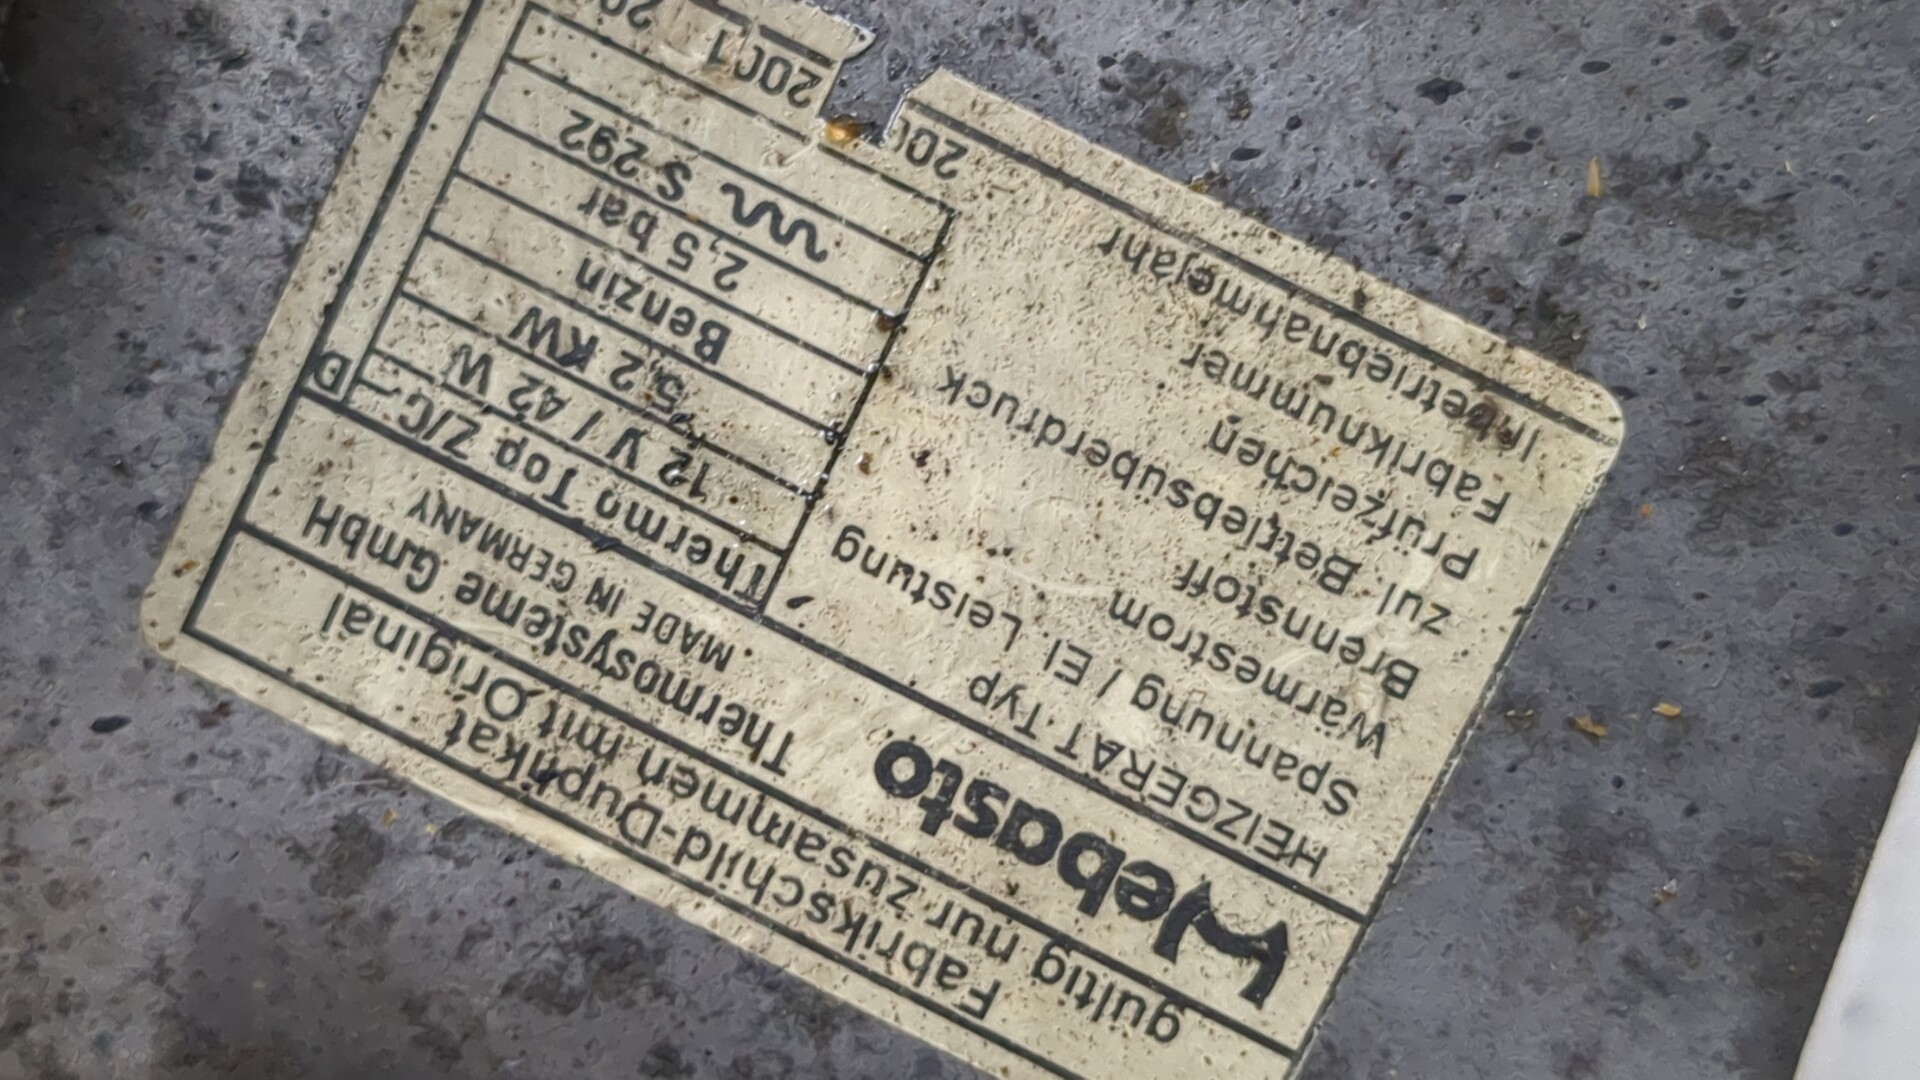 Fabrikschild-Duplikat
gültig nur zusammen mit Original
Webasto Thermosysteme GmbH
MADE IN GERMANY
HEIZGERÄT Typ Thermo Top Z/C- D
Spannung / El. Leistung 12 V / 42 W
Wärmestrom 5,2 KW
Brennstoff Benzin
zul. Betriebsüberdruck 2,5 bar
Prüfzeichen S 292
Fabriknummer
Inbetriebnahmejahr
2001